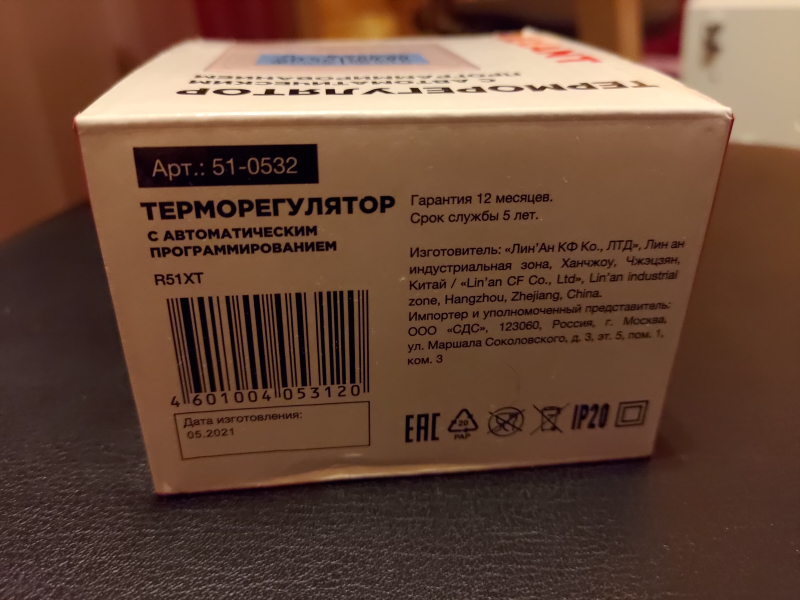 ТЕРМОРЕГУЛЯТОР
С АВТОМАТИЧЕСКИМ
ПРОГРАММИРОВАНИЕМ
Арт.: 51-0532
ТЕРМОРЕГУЛЯТОР
С АВТОМАТИЧЕСКИМ
ПРОГРАММИРОВАНИЕМ
R51XT
4 601004 053120
Дата изготовления:
05.2021
Гарантия 12 месяцев.
Срок службы 5 лет.
Изготовитель: «Лин'Ан КФ Ко., ЛТД», Лин ан
индустриальная зона, Ханчжоу, Чжэцзян,
Китай / «Lin'an CF Co., Ltd», Lin'an industrial
zone, Hangzhou, Zhejiang, China.
Импортер и уполномоченный представитель:
ООО «СДС», 123060, Россия, г. Москва,
ул. Маршала Соколовского, д. 3, эт. 5, пом. 1,
ком. 3
EAC
20
PAP
IP20